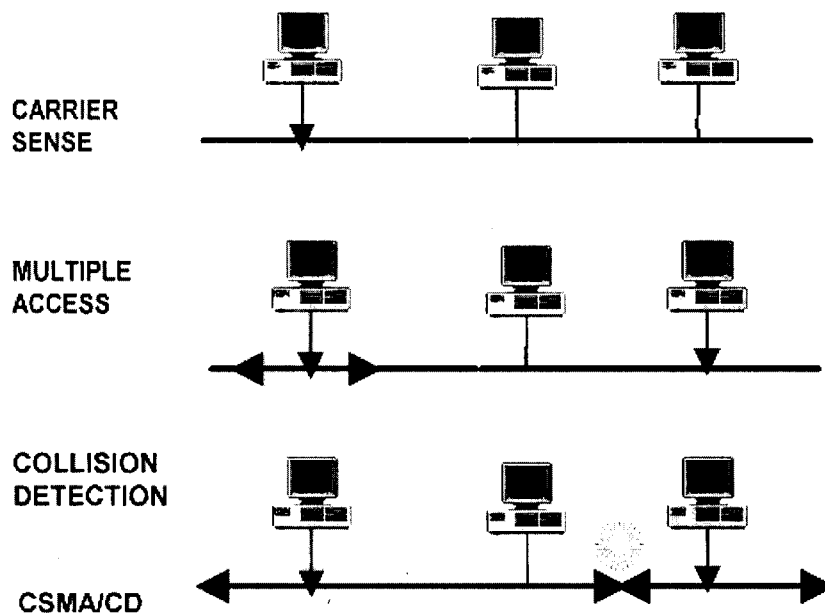 CARRIER
SENSE
MULTIPLE
ACCESS
COLLISION
DETECTION
CSMA/CD